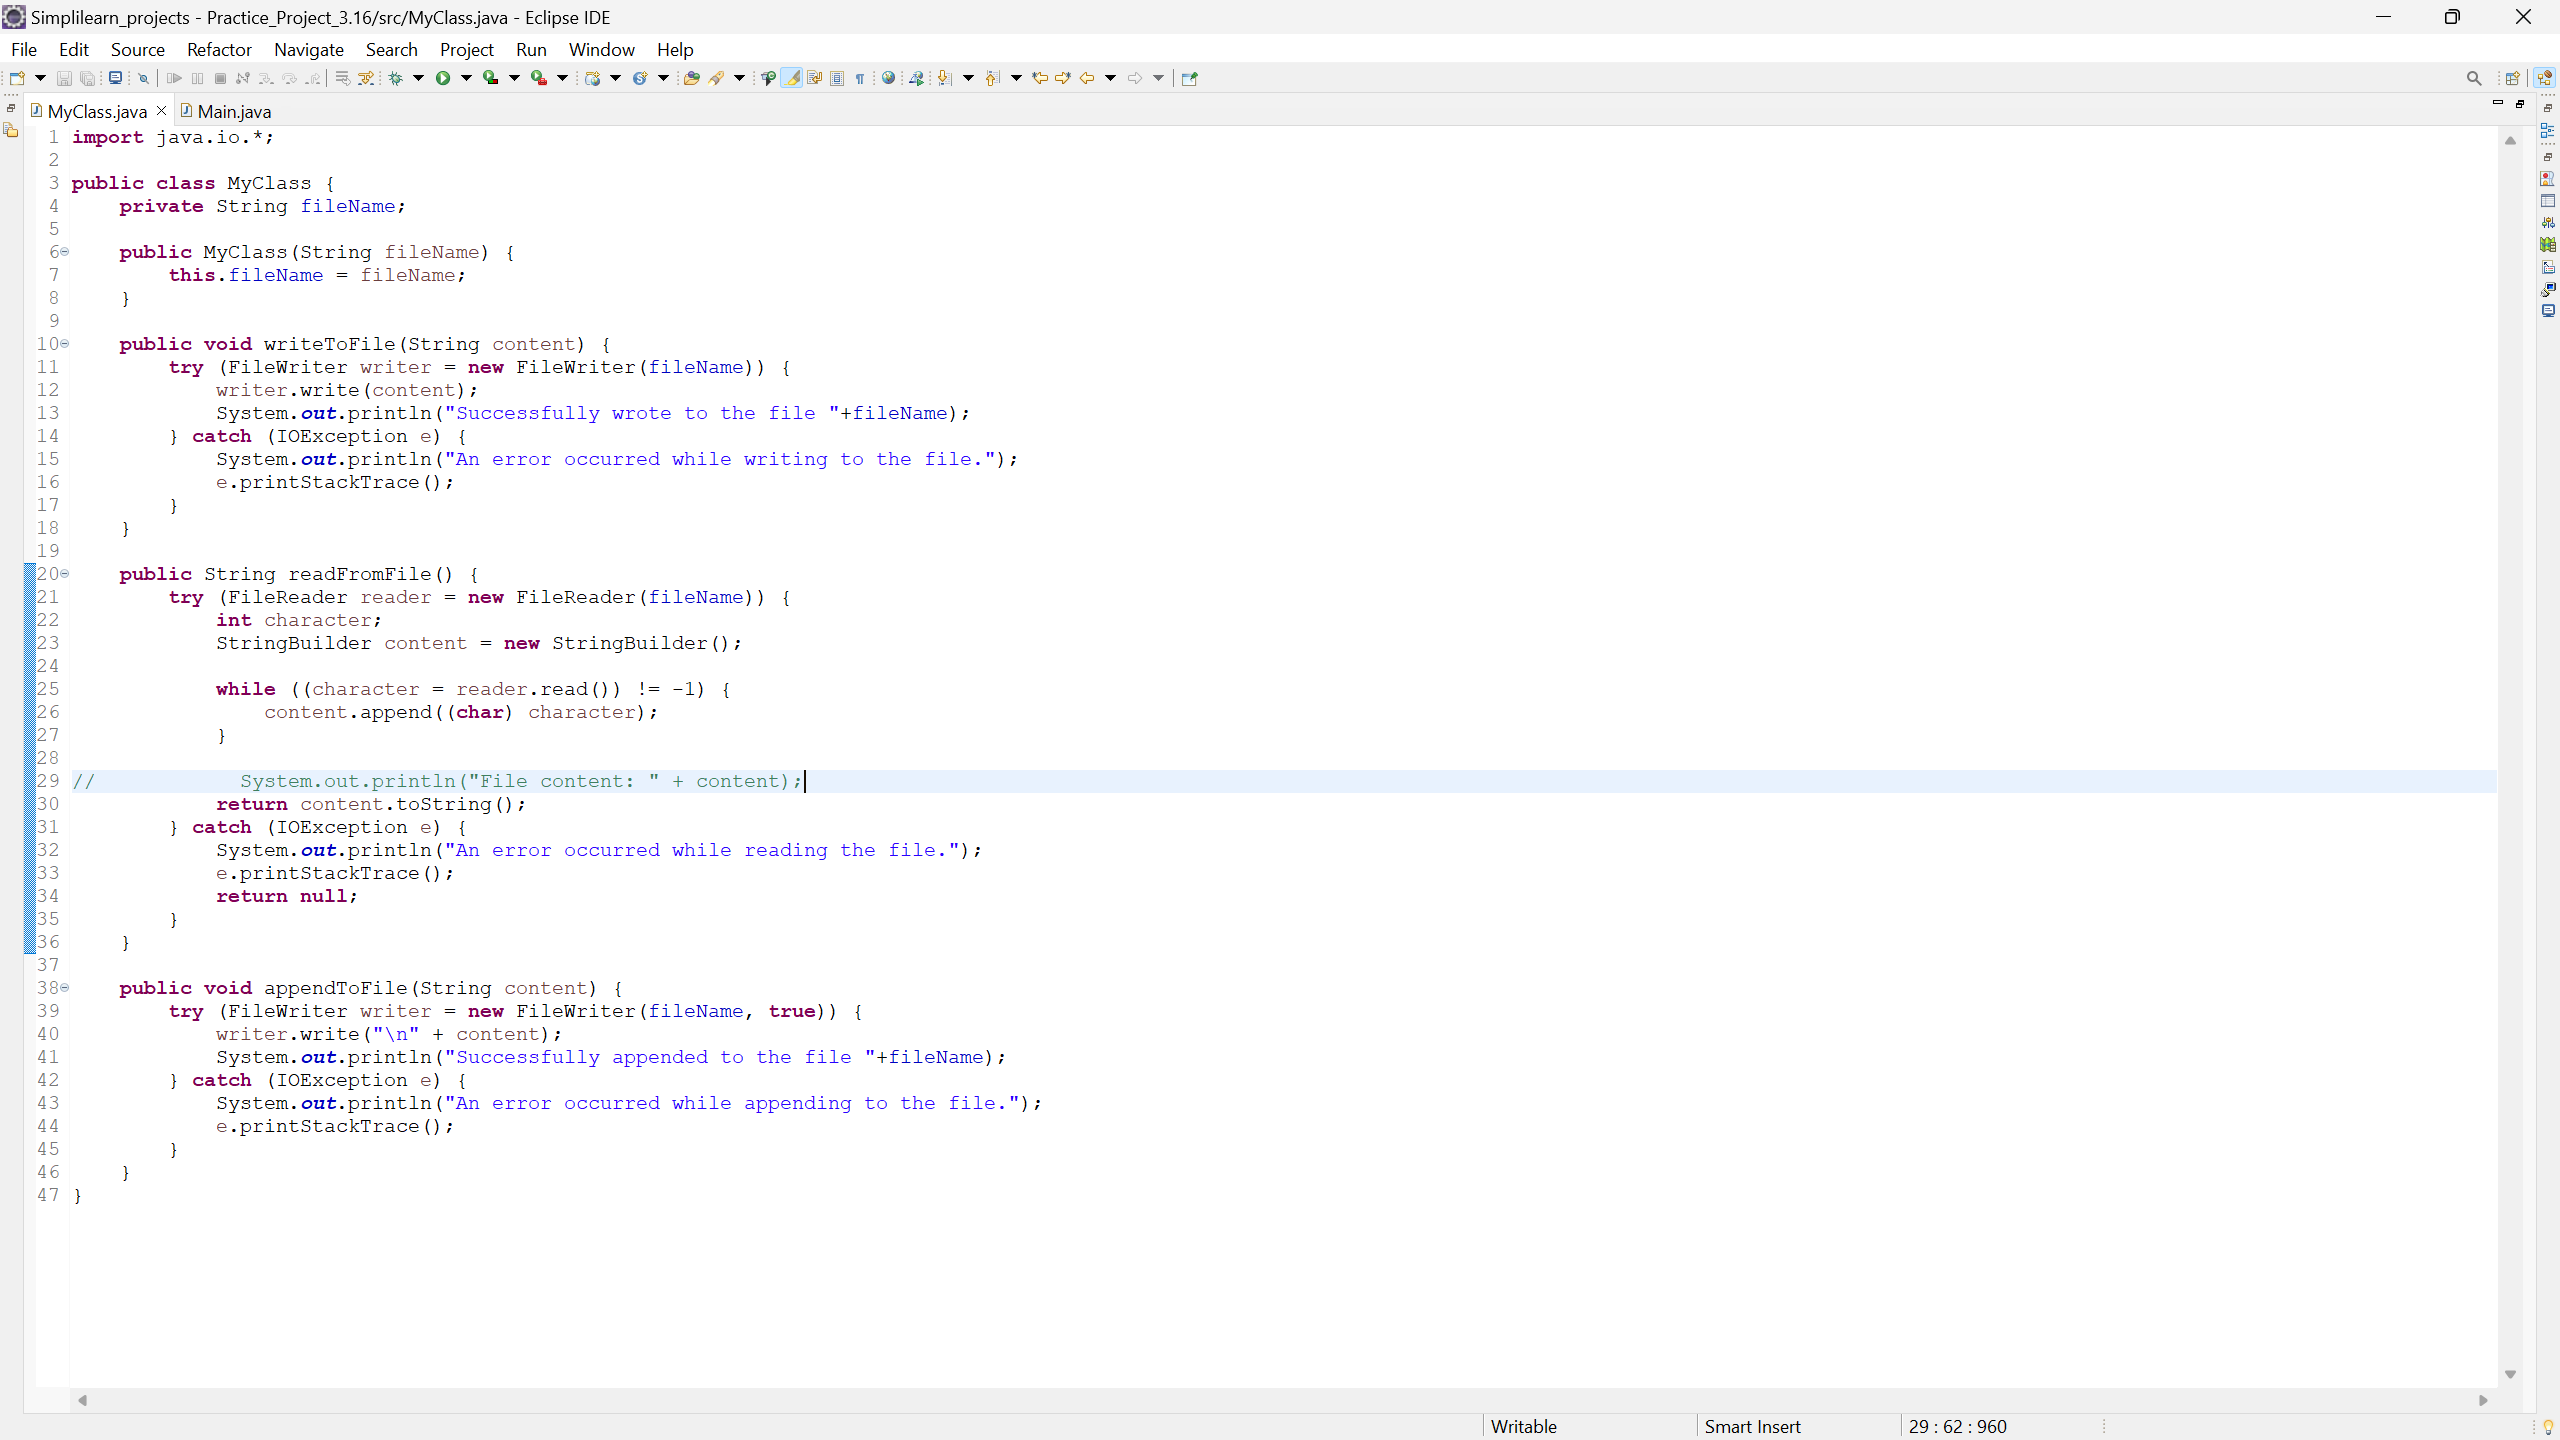 Simplilearn_projects - Practice_Project_3.16/src/MyClass.java - Eclipse IDE
File Edit Source Refactor Navigate Search Project Run Window Help
MyClass.java Main.java
1 import java.io.*;
2
3 public class MyClass {
4     private String fileName;
5
6     public MyClass(String fileName) {
7         this.fileName = fileName;
8     }
9
10     public void writeToFile(String content) {
11         try (FileWriter writer = new FileWriter(fileName)) {
12             writer.write(content);
13             System.out.println("Successfully wrote to the file "+fileName);
14         } catch (IOException e) {
15             System.out.println("An error occurred while writing to the file.");
16             e.printStackTrace();
17         }
18     }
19
20     public String readFromFile() {
21         try (FileReader reader = new FileReader(fileName)) {
22             int character;
23             StringBuilder content = new StringBuilder();
24
25             while ((character = reader.read()) != -1) {
26                 content.append((char) character);
27             }
28
29 //            System.out.println("File content: " + content);
30             return content.toString();
31         } catch (IOException e) {
32             System.out.println("An error occurred while reading the file.");
33             e.printStackTrace();
34             return null;
35         }
36     }
37
38     public void appendToFile(String content) {
39         try (FileWriter writer = new FileWriter(fileName, true)) {
40             writer.write("\n" + content);
41             System.out.println("Successfully appended to the file "+fileName);
42         } catch (IOException e) {
43             System.out.println("An error occurred while appending to the file.");
44             e.printStackTrace();
45         }
46     }
47 }
Writable Smart Insert 29 : 62 : 960